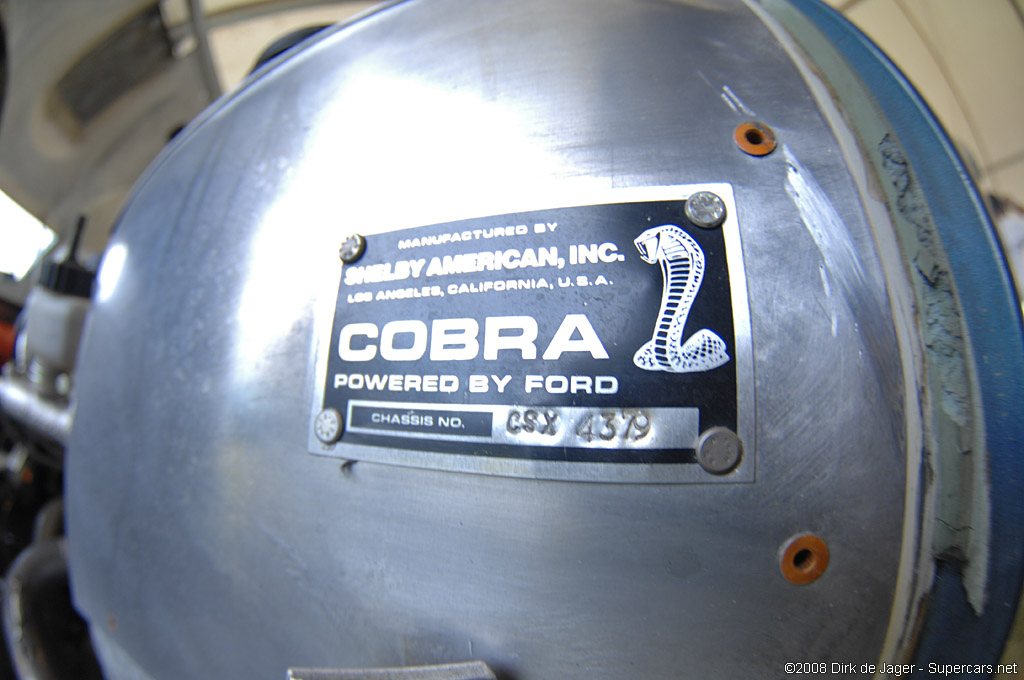 MANUFACTURED BY
SHELBY AMERICAN, INC.
LOS ANGELES, CALIFORNIA, U.S.A.
COBRA
POWERED BY FORD
CHASSIS NO. CSX 4379
©2008 Dirk de Jager - Supercars.net